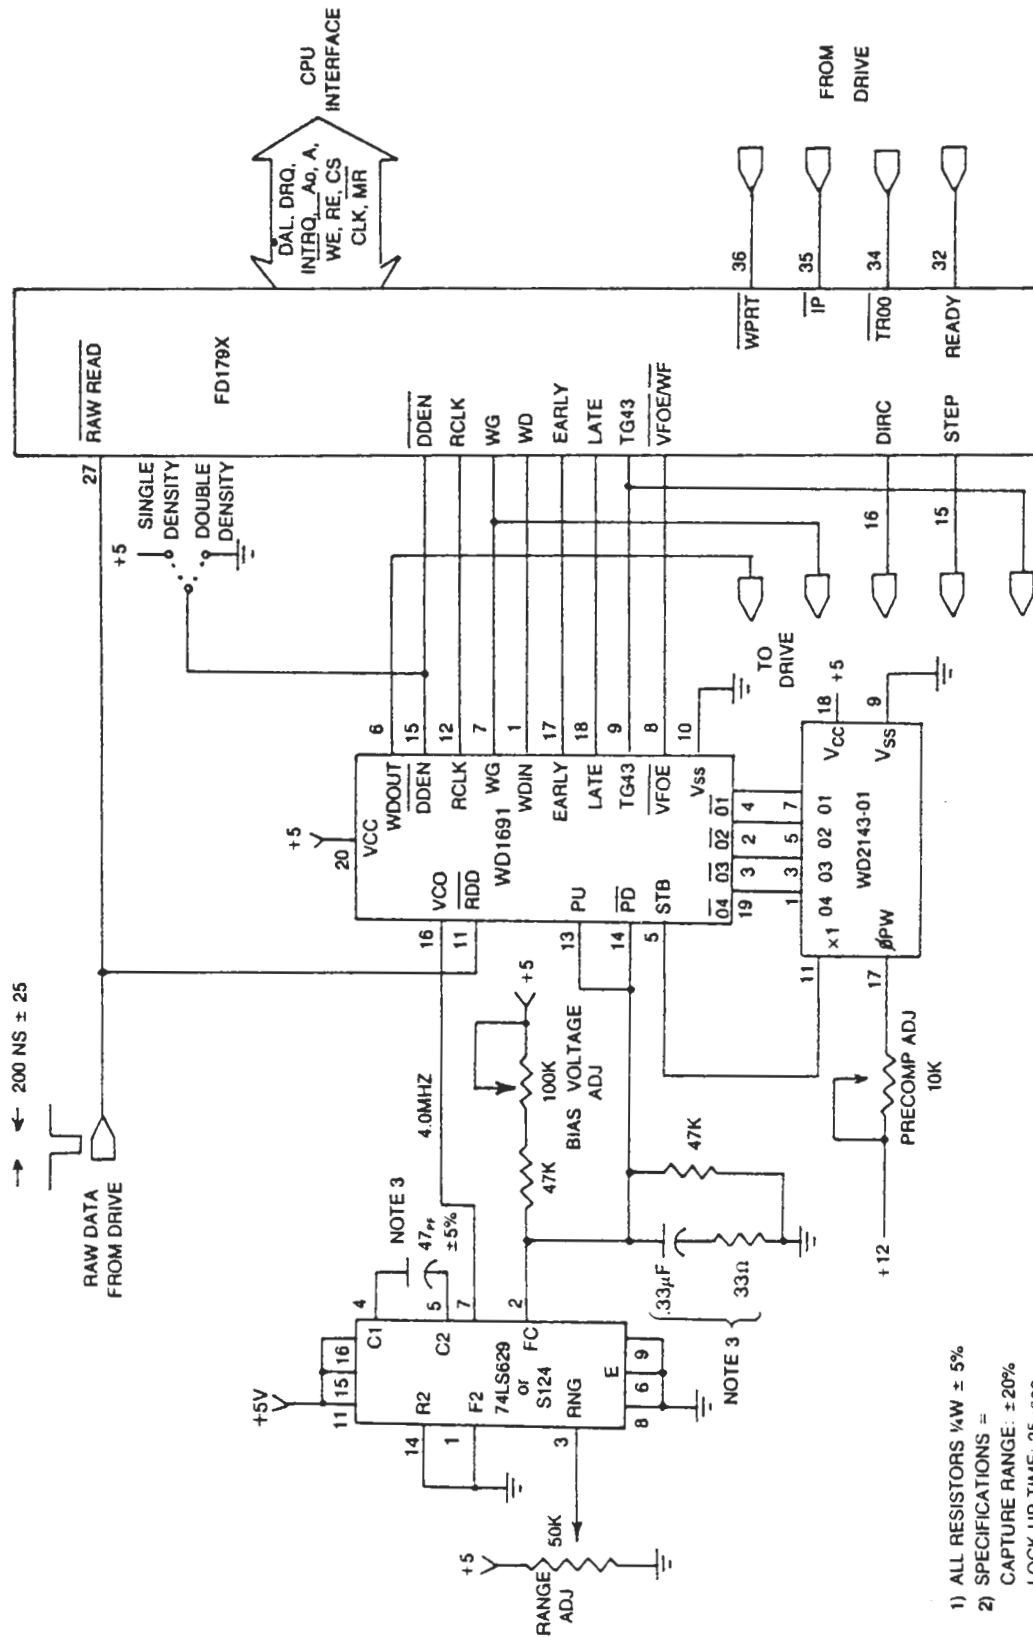 200 NS ± 25
RAW DATA
FROM DRIVE
27
RAW READ
FD179X
+5
SINGLE
DENSITY
DOUBLE
DENSITY
CPU
INTERFACE
DAL. DRQ,
INTRQ, Ao, A,
WE, RE, CS
CLK, MR
DDEN
RCLK
WG
WD
EARLY
LATE
TG43
VFOE/WF
DIRC
STEP
16
15
WPRT
IP
TR00
READY
36
35
34
32
FROM
DRIVE
TO
DRIVE
+5
20
VCC
WD1691
6
15
12
7
1
17
18
9
8
10
WDOUT
DDEN
RCLK
WG
WDIN
EARLY
LATE
TG43
VFOE
VSS
16
11
13
14
5
VCO
RDD
PU
PD
STB
04
03
02
01
19
3
2
4
1
3
5
7
04
03
02
01
WD2143-01
x1
ϕPW
11
17
VCC
VSS
18
+5
9
PRECOMP ADJ
10K
+12
4.0MHZ
+5
100K
BIAS VOLTAGE
ADJ
47K
47K
.33µF
33Ω
NOTE 3
NOTE 3
47PF
±5%
+5V
11
15
16
4
5
7
2
C1
C2
FC
R2
F2
74LS629
or
S124
RNG
E
14
1
3
8
6
9
+5
50K
RANGE
ADJ
1) ALL RESISTORS ¼W ± 5%
2) SPECIFICATIONS =
CAPTURE RANGE: ±20%